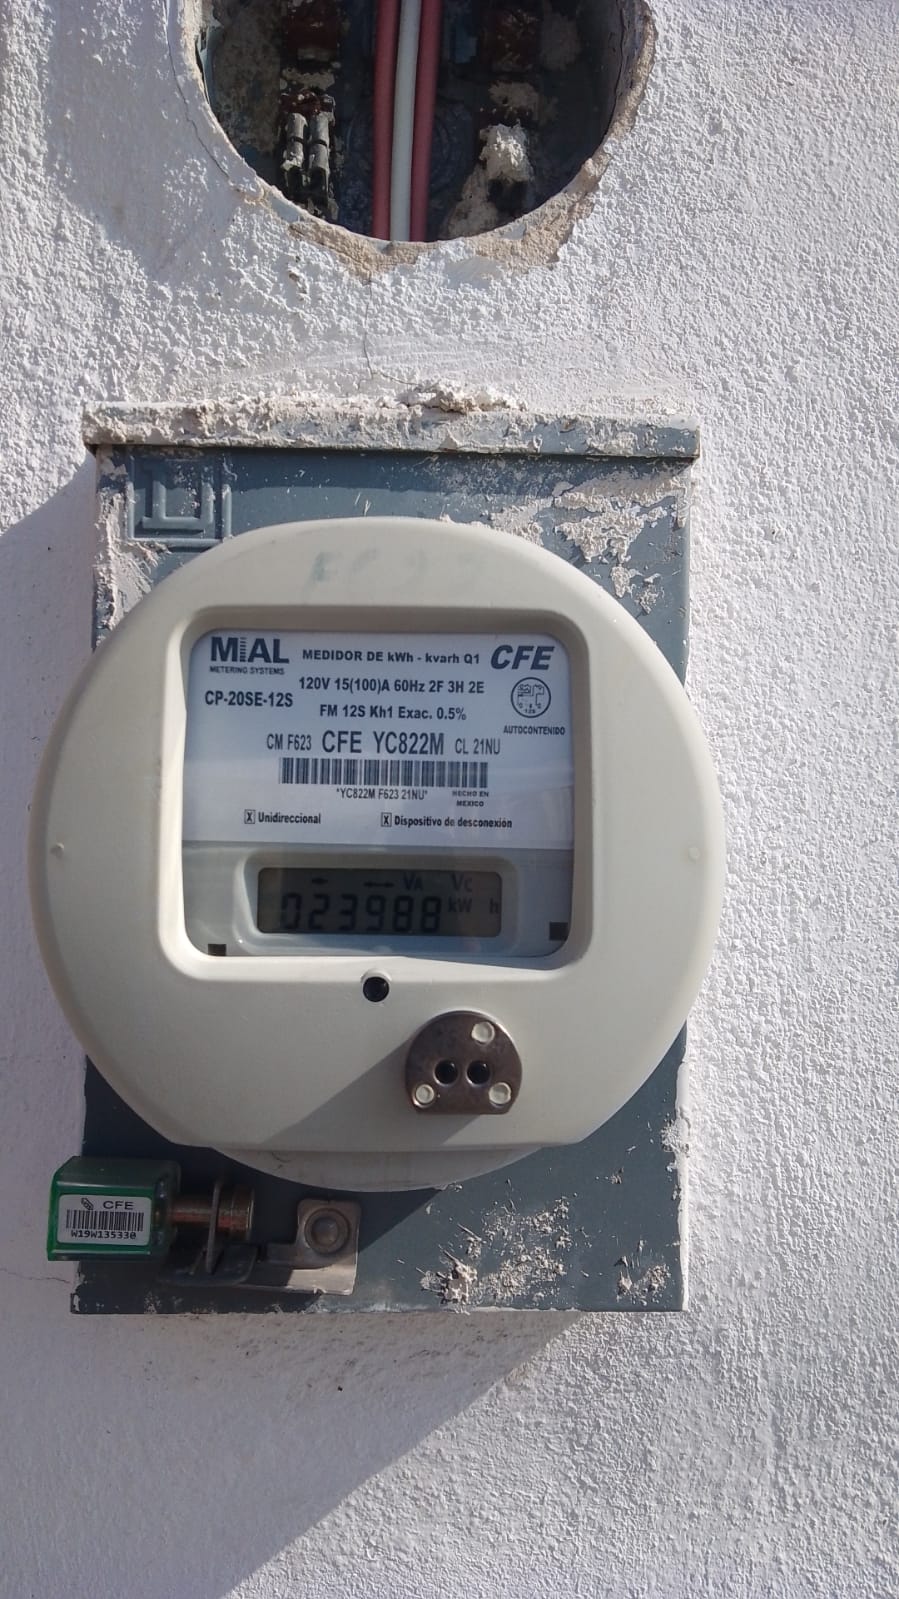 MIAL
METERING SYSTEMS
MEDIDOR DE kWh - kvarh Q1
CFE
120V 15(100)A 60Hz 2F 3H 2E
CP-20SE-12S
FM 12S Kh1 Exac. 0.5%
12S
AUTOCONTENIDO
CM F623 CFE YC822M CL 21NU
*YC822M F623 21NU*
HECHO EN
MEXICO
X Unidireccional
X Dispositivo de desconexión
VA VC
023988 kW h
CFE
W19W135330